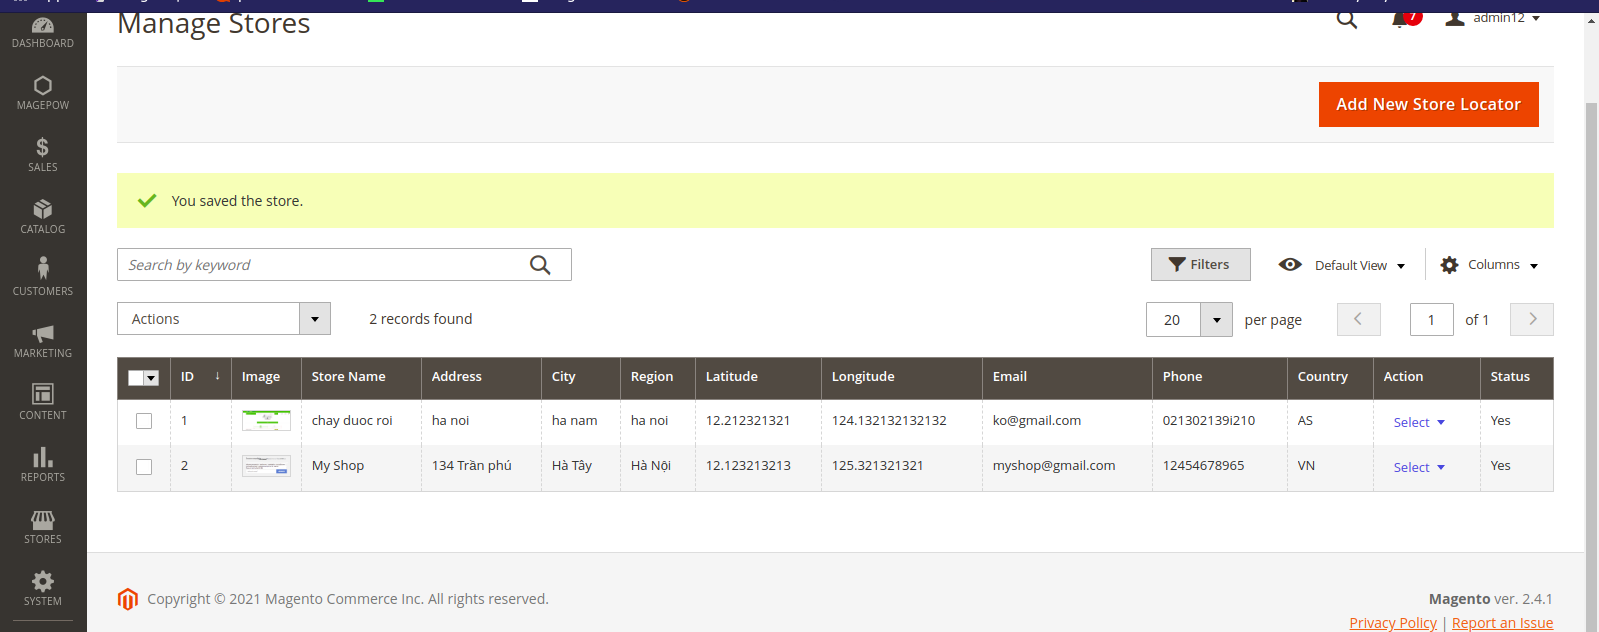 Manage Stores
7
admin12
DASHBOARD
MAGEPOW
SALES
CATALOG
CUSTOMERS
MARKETING
CONTENT
REPORTS
STORES
SYSTEM
Add New Store Locator
You saved the store.
Search by keyword
Filters
Default View
Columns
Actions
2 records found
20
per page
1
of 1
ID ↓ Image Store Name Address City Region Latitude Longitude Email Phone Country Action Status
1 chay duoc roi ha noi ha nam ha noi 12.212321321 124.132132132132 ko@gmail.com 021302139i210 AS Select Yes
2 My Shop 134 Trần phú Hà Tây Hà Nội 12.123213213 125.321321321 myshop@gmail.com 12454678965 VN Select Yes
Copyright © 2021 Magento Commerce Inc. All rights reserved.
Magento ver. 2.4.1
Privacy Policy | Report an Issue